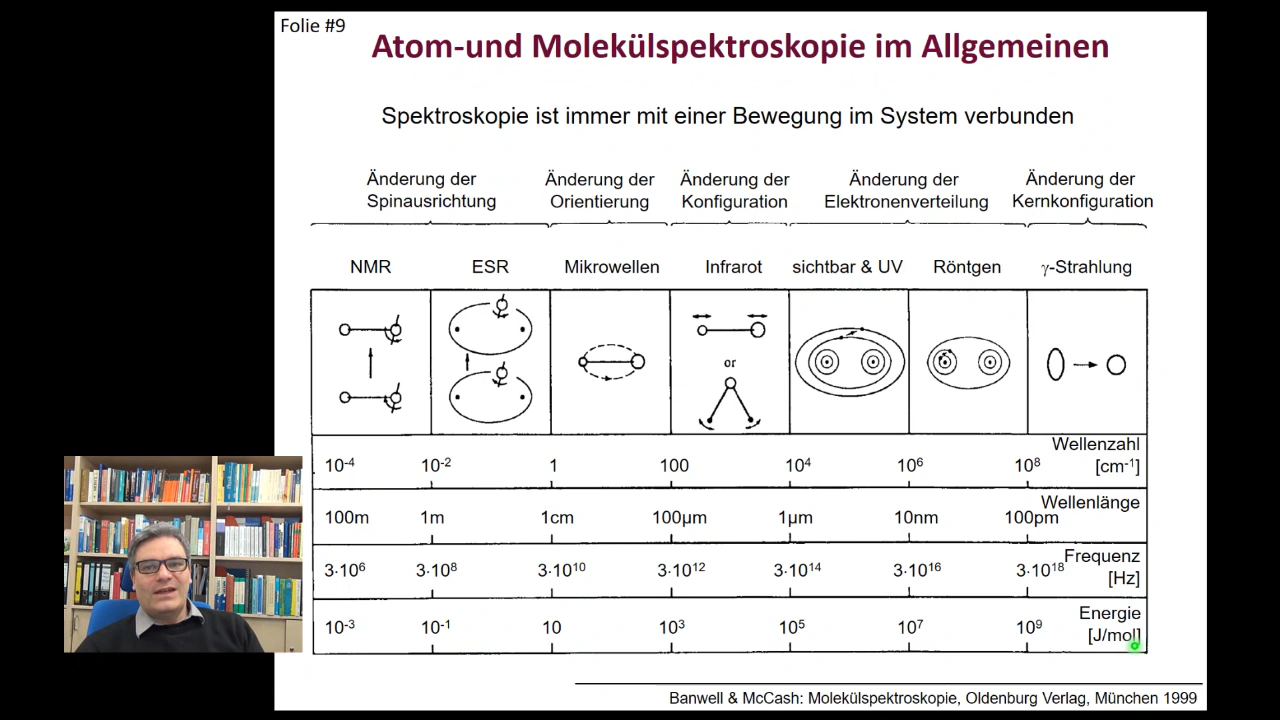 Folie #9
Atom-und Molekülspektroskopie im Allgemeinen
Spektroskopie ist immer mit einer Bewegung im System verbunden
Änderung der Spinausrichtung
Änderung der Orientierung
Änderung der Konfiguration
Änderung der Elektronenverteilung
Änderung der Kernkonfiguration
NMR ESR Mikrowellen Infrarot sichtbar & UV Röntgen γ-Strahlung
or
Wellenzahl
10⁻⁴ 10⁻² 1 100 10⁴ 10⁶ 10⁸ [cm⁻¹]
Wellenlänge
100m 1m 1cm 100µm 1µm 10nm 100pm
Frequenz
3·10⁶ 3·10⁸ 3·10¹⁰ 3·10¹² 3·10¹⁴ 3·10¹⁶ 3·10¹⁸ [Hz]
Energie
10⁻³ 10⁻¹ 10 10³ 10⁵ 10⁷ 10⁹ [J/mol]
Banwell & McCash: Molekülspektroskopie, Oldenburg Verlag, München 1999